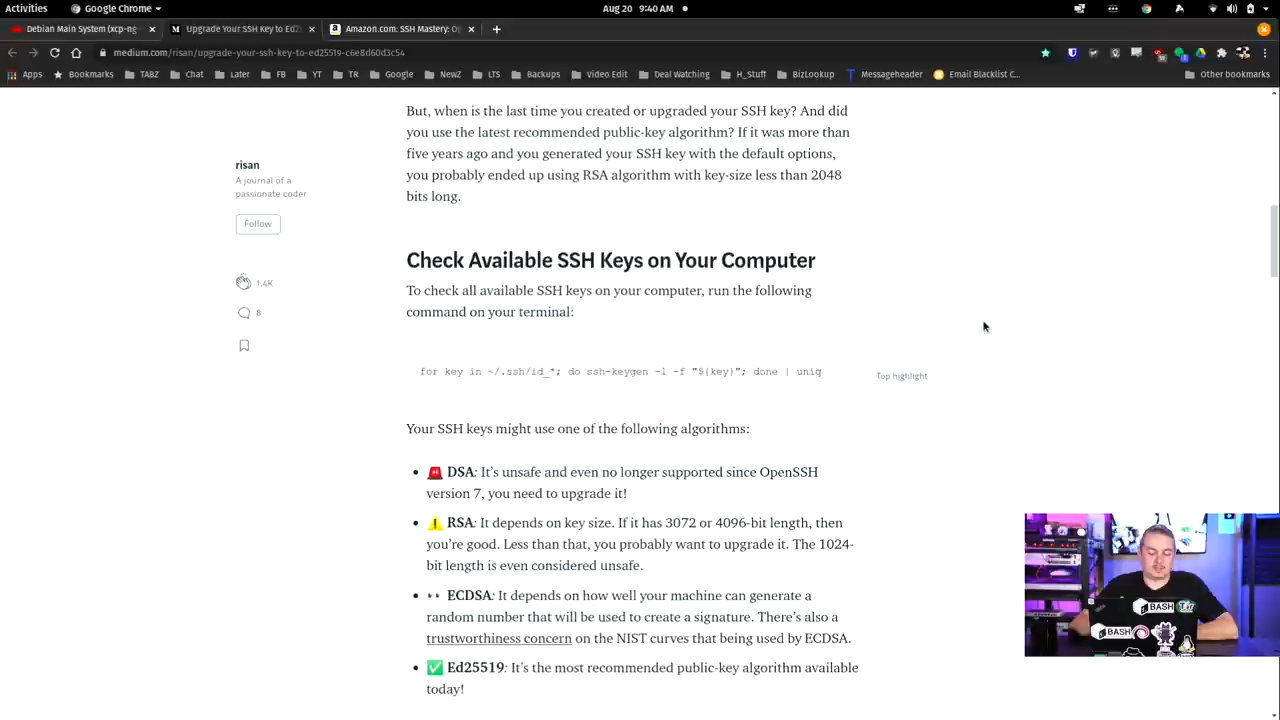 Activities
Google Chrome
Aug 20 9:40 AM
Debian Main System (xcp-ng
Upgrade Your SSH Key to Ed2
Amazon.com: SSH Mastery: Op
medium.com/risan/upgrade-your-ssh-key-to-ed25519-c6e8d60d3c54
Apps
Bookmarks
TABZ
Chat
Later
FB
YT
TR
Google
NewZ
LTS
Backups
Video Edit
Deal Watching
H_Stuff
BizLookup
Messageheader
Email Blacklist C…
Other bookmarks
But, when is the last time you created or upgraded your SSH key? And did
you use the latest recommended public-key algorithm? If it was more than
five years ago and you generated your SSH key with the default options,
you probably ended up using RSA algorithm with key-size less than 2048
bits long.
risan
A journal of a
passionate coder
Follow
1.4K
8
Check Available SSH Keys on Your Computer
To check all available SSH keys on your computer, run the following
command on your terminal:
for key in ~/.ssh/id_*; do ssh-keygen -l -f "${key}"; done | uniq
Top highlight
Your SSH keys might use one of the following algorithms:
• 🚨 DSA: It’s unsafe and even no longer supported since OpenSSH
version 7, you need to upgrade it!
• ⚠️ RSA: It depends on key size. If it has 3072 or 4096-bit length, then
you’re good. Less than that, you probably want to upgrade it. The 1024-
bit length is even considered unsafe.
• 👀 ECDSA: It depends on how well your machine can generate a
random number that will be used to create a signature. There’s also a
trustworthiness concern on the NIST curves that being used by ECDSA.
• ✅ Ed25519: It’s the most recommended public-key algorithm available
today!
BASH
BASH